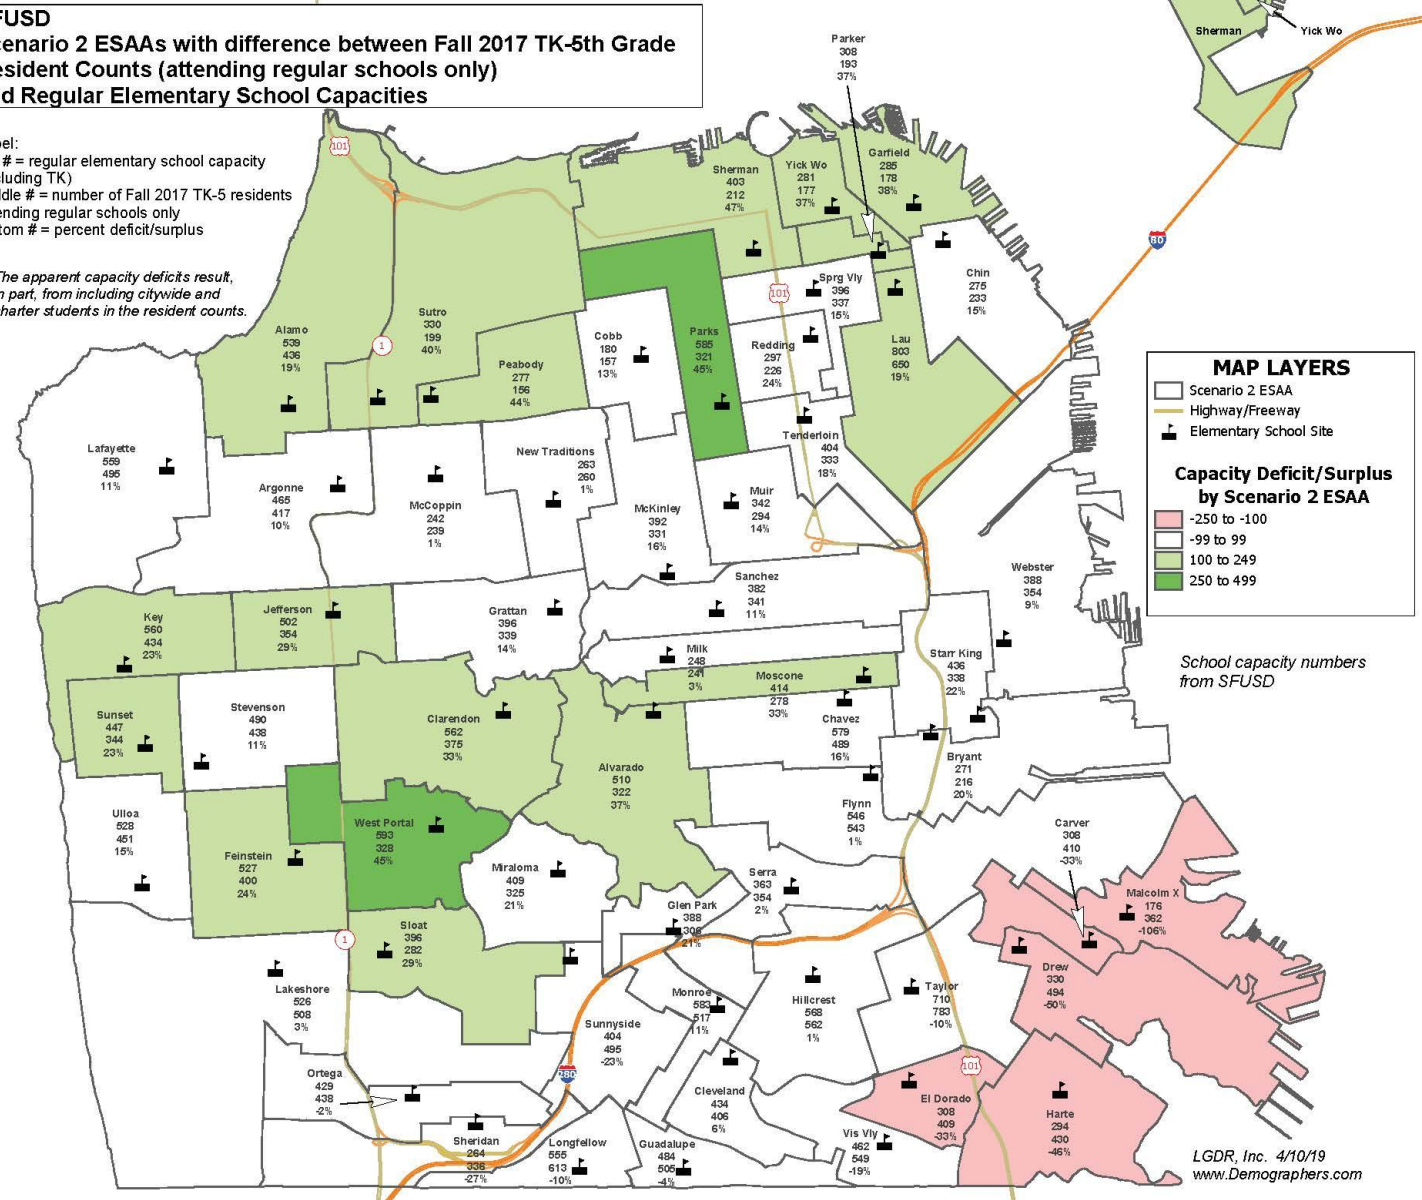 FUSD
cenario 2 ESAAs with difference between Fall 2017 TK-5th Grade
esident Counts (attending regular schools only)
d Regular Elementary School Capacities
el:
# = regular elementary school capacity
cluding TK)
ddle # = number of Fall 2017 TK-5 residents
ending regular schools only
tom # = percent deficit/surplus
The apparent capacity deficits result,
n part, from including citywide and
harter students in the resident counts.
Sherman
Yick Wo
Parker
308
193
37%
Sherman
403
212
47%
Yick Wo
281
177
37%
Garfield
285
178
38%
101
80
Chin
275
233
15%
Sprg Vly
396
337
15%
101
Alamo
539
436
19%
Sutro
330
199
40%
1
Peabody
277
156
44%
Cobb
180
157
13%
Parks
585
321
45%
Redding
297
226
24%
Lau
803
650
19%
Tenderloin
404
333
18%
Lafayette
559
495
11%
Argonne
465
417
10%
McCoppin
242
239
1%
New Traditions
263
260
1%
McKinley
392
331
16%
Muir
342
294
14%
MAP LAYERS
Scenario 2 ESAA
Highway/Freeway
Elementary School Site
Capacity Deficit/Surplus
by Scenario 2 ESAA
-250 to -100
-99 to 99
100 to 249
250 to 499
School capacity numbers
from SFUSD
Key
560
434
23%
Jefferson
502
354
29%
Grattan
396
339
14%
Sanchez
382
341
11%
Webster
388
354
9%
Milk
248
241
3%
Moscone
414
278
33%
Starr King
436
338
22%
Sunset
447
344
23%
Stevenson
490
438
11%
Clarendon
562
375
33%
Alvarado
510
322
37%
Chavez
579
489
16%
Bryant
271
216
20%
Ulloa
528
451
15%
Feinstein
527
400
24%
West Portal
593
328
45%
Miraloma
409
325
21%
Flynn
546
543
1%
Serra
363
354
2%
Glen Park
388
306
21%
Carver
308
410
-33%
Malcolm X
176
362
-106%
Drew
330
494
-50%
1
Sloat
396
282
29%
Lakeshore
526
508
3%
Monroe
583
517
11%
Hillcrest
568
562
1%
Taylor
710
783
-10%
Sunnyside
404
495
-23%
280
101
Ortega
429
438
-2%
Cleveland
434
406
6%
El Dorado
308
409
-33%
Harte
294
430
-46%
Sheridan
264
336
-27%
Longfellow
555
613
-10%
Guadalupe
484
505
-4%
Vis Vly
462
549
-19%
LGDR, Inc. 4/10/19
www.Demographers.com